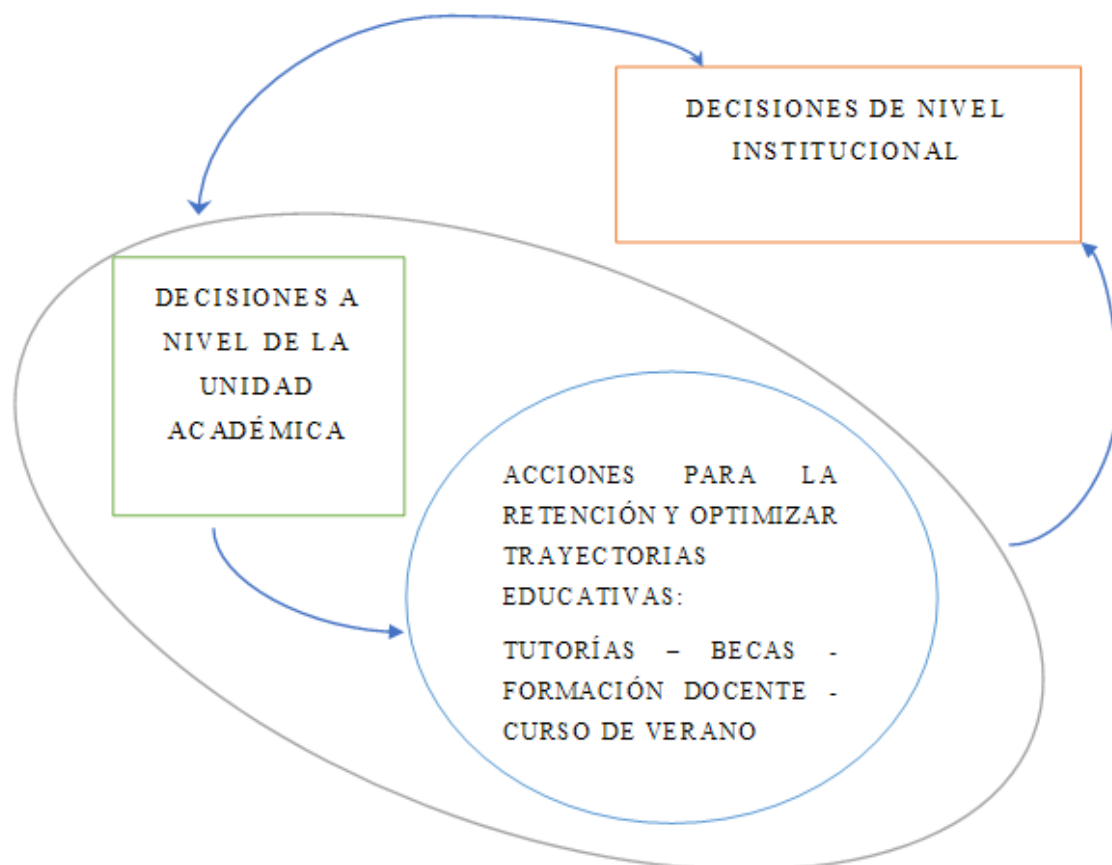 DECISIONES DE NIVEL
INSTITUCIONAL
DECISIONES A
NIVEL DE LA
UNIDAD
ACADÉMICA
ACCIONES PARA LA
RETENCIÓN Y OPTIMIZAR
TRAYECTORIAS
EDUCATIVAS:
TUTORÍAS – BECAS -
FORMACIÓN DOCENTE -
CURSO DE VERANO